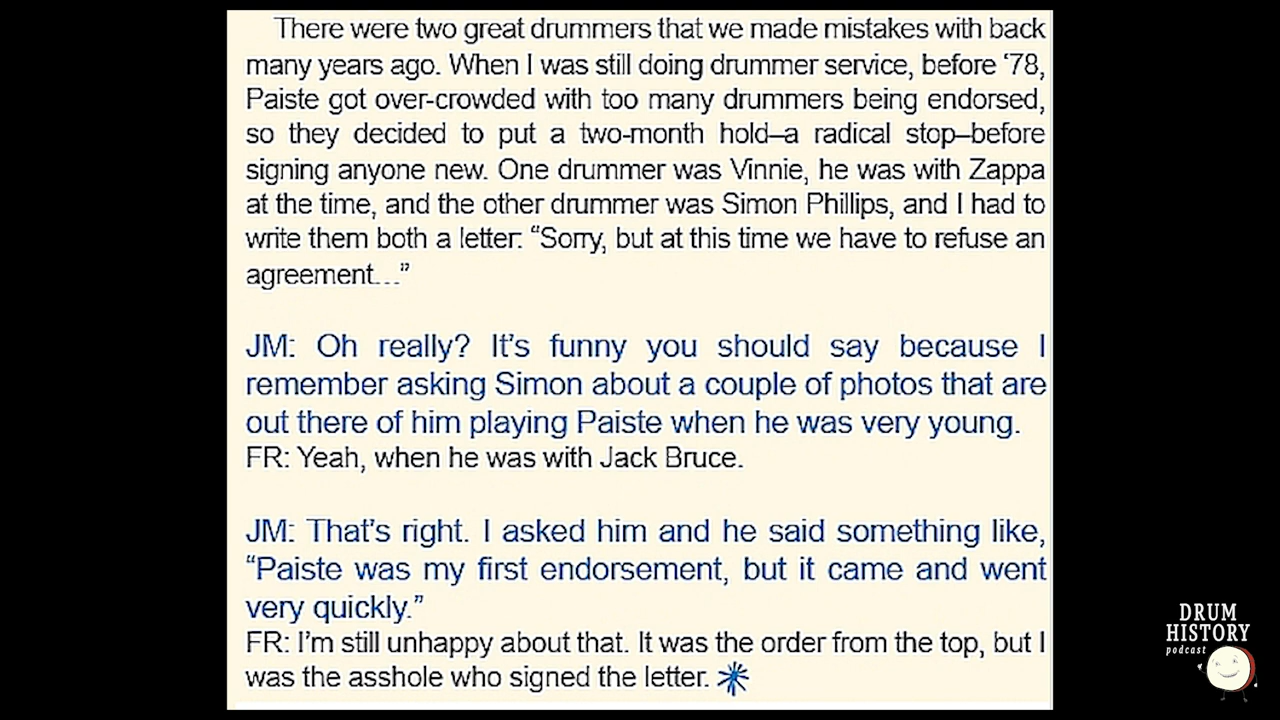 There were two great drummers that we made mistakes with back
many years ago. When I was still doing drummer service, before ‘78,
Paiste got over-crowded with too many drummers being endorsed,
so they decided to put a two-month hold–a radical stop–before
signing anyone new. One drummer was Vinnie, he was with Zappa
at the time, and the other drummer was Simon Phillips, and I had to
write them both a letter: “Sorry, but at this time we have to refuse an
agreement…”
JM: Oh really? It’s funny you should say because I
remember asking Simon about a couple of photos that are
out there of him playing Paiste when he was very young.
FR: Yeah, when he was with Jack Bruce.
JM: That’s right. I asked him and he said something like,
“Paiste was my first endorsement, but it came and went
very quickly.”
FR: I’m still unhappy about that. It was the order from the top, but I
was the asshole who signed the letter.
DRUM
HISTORY
podcast